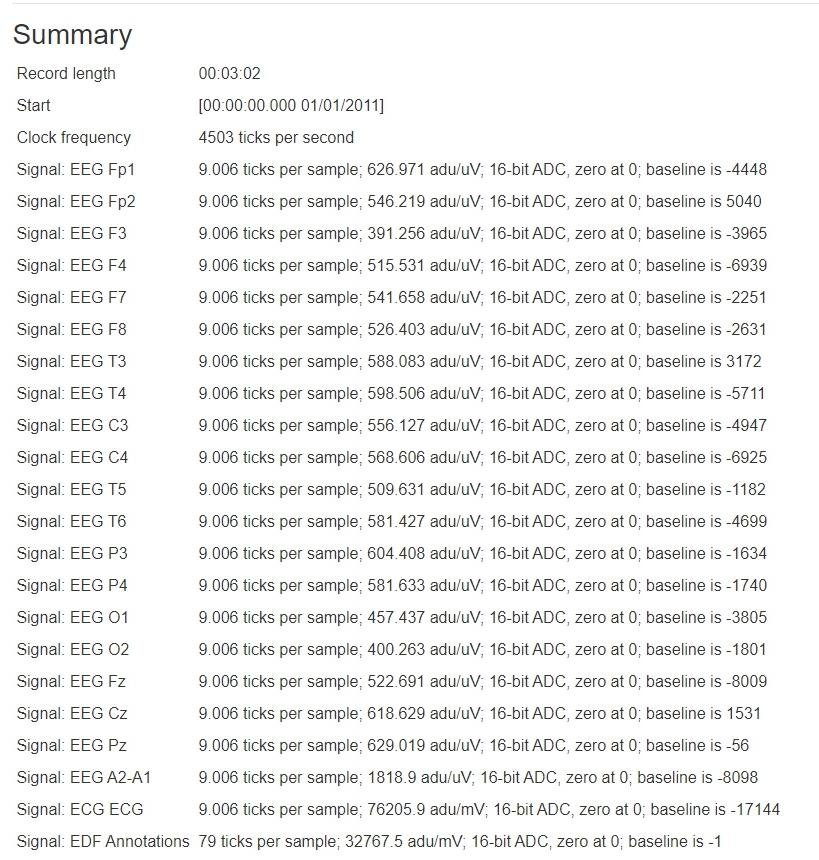 Summary
Record length 00:03:02
Start [00:00:00.000 01/01/2011]
Clock frequency 4503 ticks per second
Signal: EEG Fp1 9.006 ticks per sample; 626.971 adu/uV; 16-bit ADC, zero at 0; baseline is -4448
Signal: EEG Fp2 9.006 ticks per sample; 546.219 adu/uV; 16-bit ADC, zero at 0; baseline is 5040
Signal: EEG F3 9.006 ticks per sample; 391.256 adu/uV; 16-bit ADC, zero at 0; baseline is -3965
Signal: EEG F4 9.006 ticks per sample; 515.531 adu/uV; 16-bit ADC, zero at 0; baseline is -6939
Signal: EEG F7 9.006 ticks per sample; 541.658 adu/uV; 16-bit ADC, zero at 0; baseline is -2251
Signal: EEG F8 9.006 ticks per sample; 526.403 adu/uV; 16-bit ADC, zero at 0; baseline is -2631
Signal: EEG T3 9.006 ticks per sample; 588.083 adu/uV; 16-bit ADC, zero at 0; baseline is 3172
Signal: EEG T4 9.006 ticks per sample; 598.506 adu/uV; 16-bit ADC, zero at 0; baseline is -5711
Signal: EEG C3 9.006 ticks per sample; 556.127 adu/uV; 16-bit ADC, zero at 0; baseline is -4947
Signal: EEG C4 9.006 ticks per sample; 568.606 adu/uV; 16-bit ADC, zero at 0; baseline is -6925
Signal: EEG T5 9.006 ticks per sample; 509.631 adu/uV; 16-bit ADC, zero at 0; baseline is -1182
Signal: EEG T6 9.006 ticks per sample; 581.427 adu/uV; 16-bit ADC, zero at 0; baseline is -4699
Signal: EEG P3 9.006 ticks per sample; 604.408 adu/uV; 16-bit ADC, zero at 0; baseline is -1634
Signal: EEG P4 9.006 ticks per sample; 581.633 adu/uV; 16-bit ADC, zero at 0; baseline is -1740
Signal: EEG O1 9.006 ticks per sample; 457.437 adu/uV; 16-bit ADC, zero at 0; baseline is -3805
Signal: EEG O2 9.006 ticks per sample; 400.263 adu/uV; 16-bit ADC, zero at 0; baseline is -1801
Signal: EEG Fz 9.006 ticks per sample; 522.691 adu/uV; 16-bit ADC, zero at 0; baseline is -8009
Signal: EEG Cz 9.006 ticks per sample; 618.629 adu/uV; 16-bit ADC, zero at 0; baseline is 1531
Signal: EEG Pz 9.006 ticks per sample; 629.019 adu/uV; 16-bit ADC, zero at 0; baseline is -56
Signal: EEG A2-A1 9.006 ticks per sample; 1818.9 adu/uV; 16-bit ADC, zero at 0; baseline is -8098
Signal: ECG ECG 9.006 ticks per sample; 76205.9 adu/mV; 16-bit ADC, zero at 0; baseline is -17144
Signal: EDF Annotations 79 ticks per sample; 32767.5 adu/mV; 16-bit ADC, zero at 0; baseline is -1